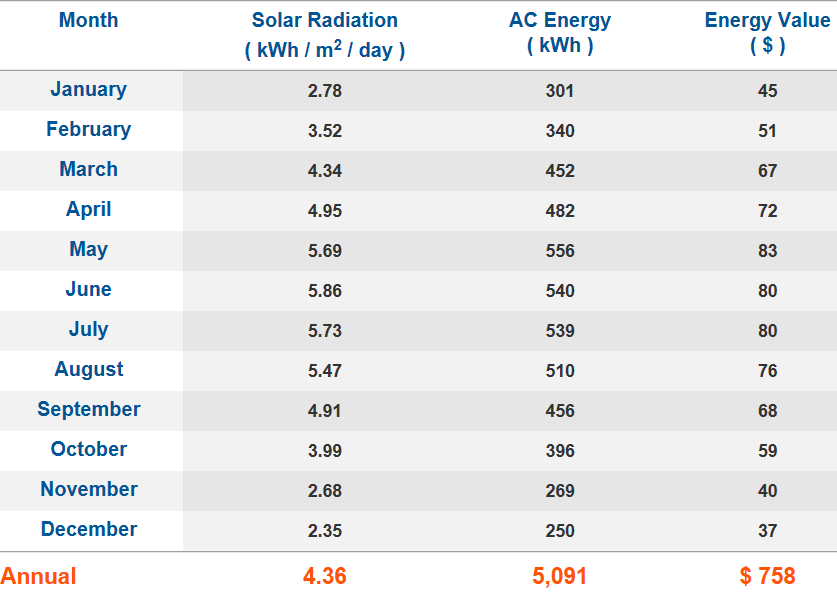 Month Solar Radiation AC Energy Energy Value
( kWh / m² / day ) ( kWh ) ( $ )
January 2.78 301 45
February 3.52 340 51
March 4.34 452 67
April 4.95 482 72
May 5.69 556 83
June 5.86 540 80
July 5.73 539 80
August 5.47 510 76
September 4.91 456 68
October 3.99 396 59
November 2.68 269 40
December 2.35 250 37
Annual 4.36 5,091 $ 758